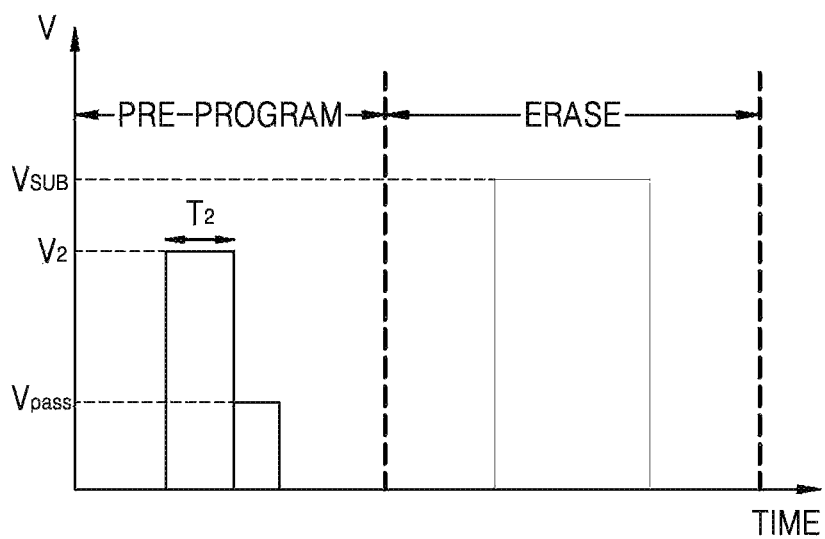 V
PRE-PROGRAM
ERASE
VSUB
T2
V2
Vpass
TIME